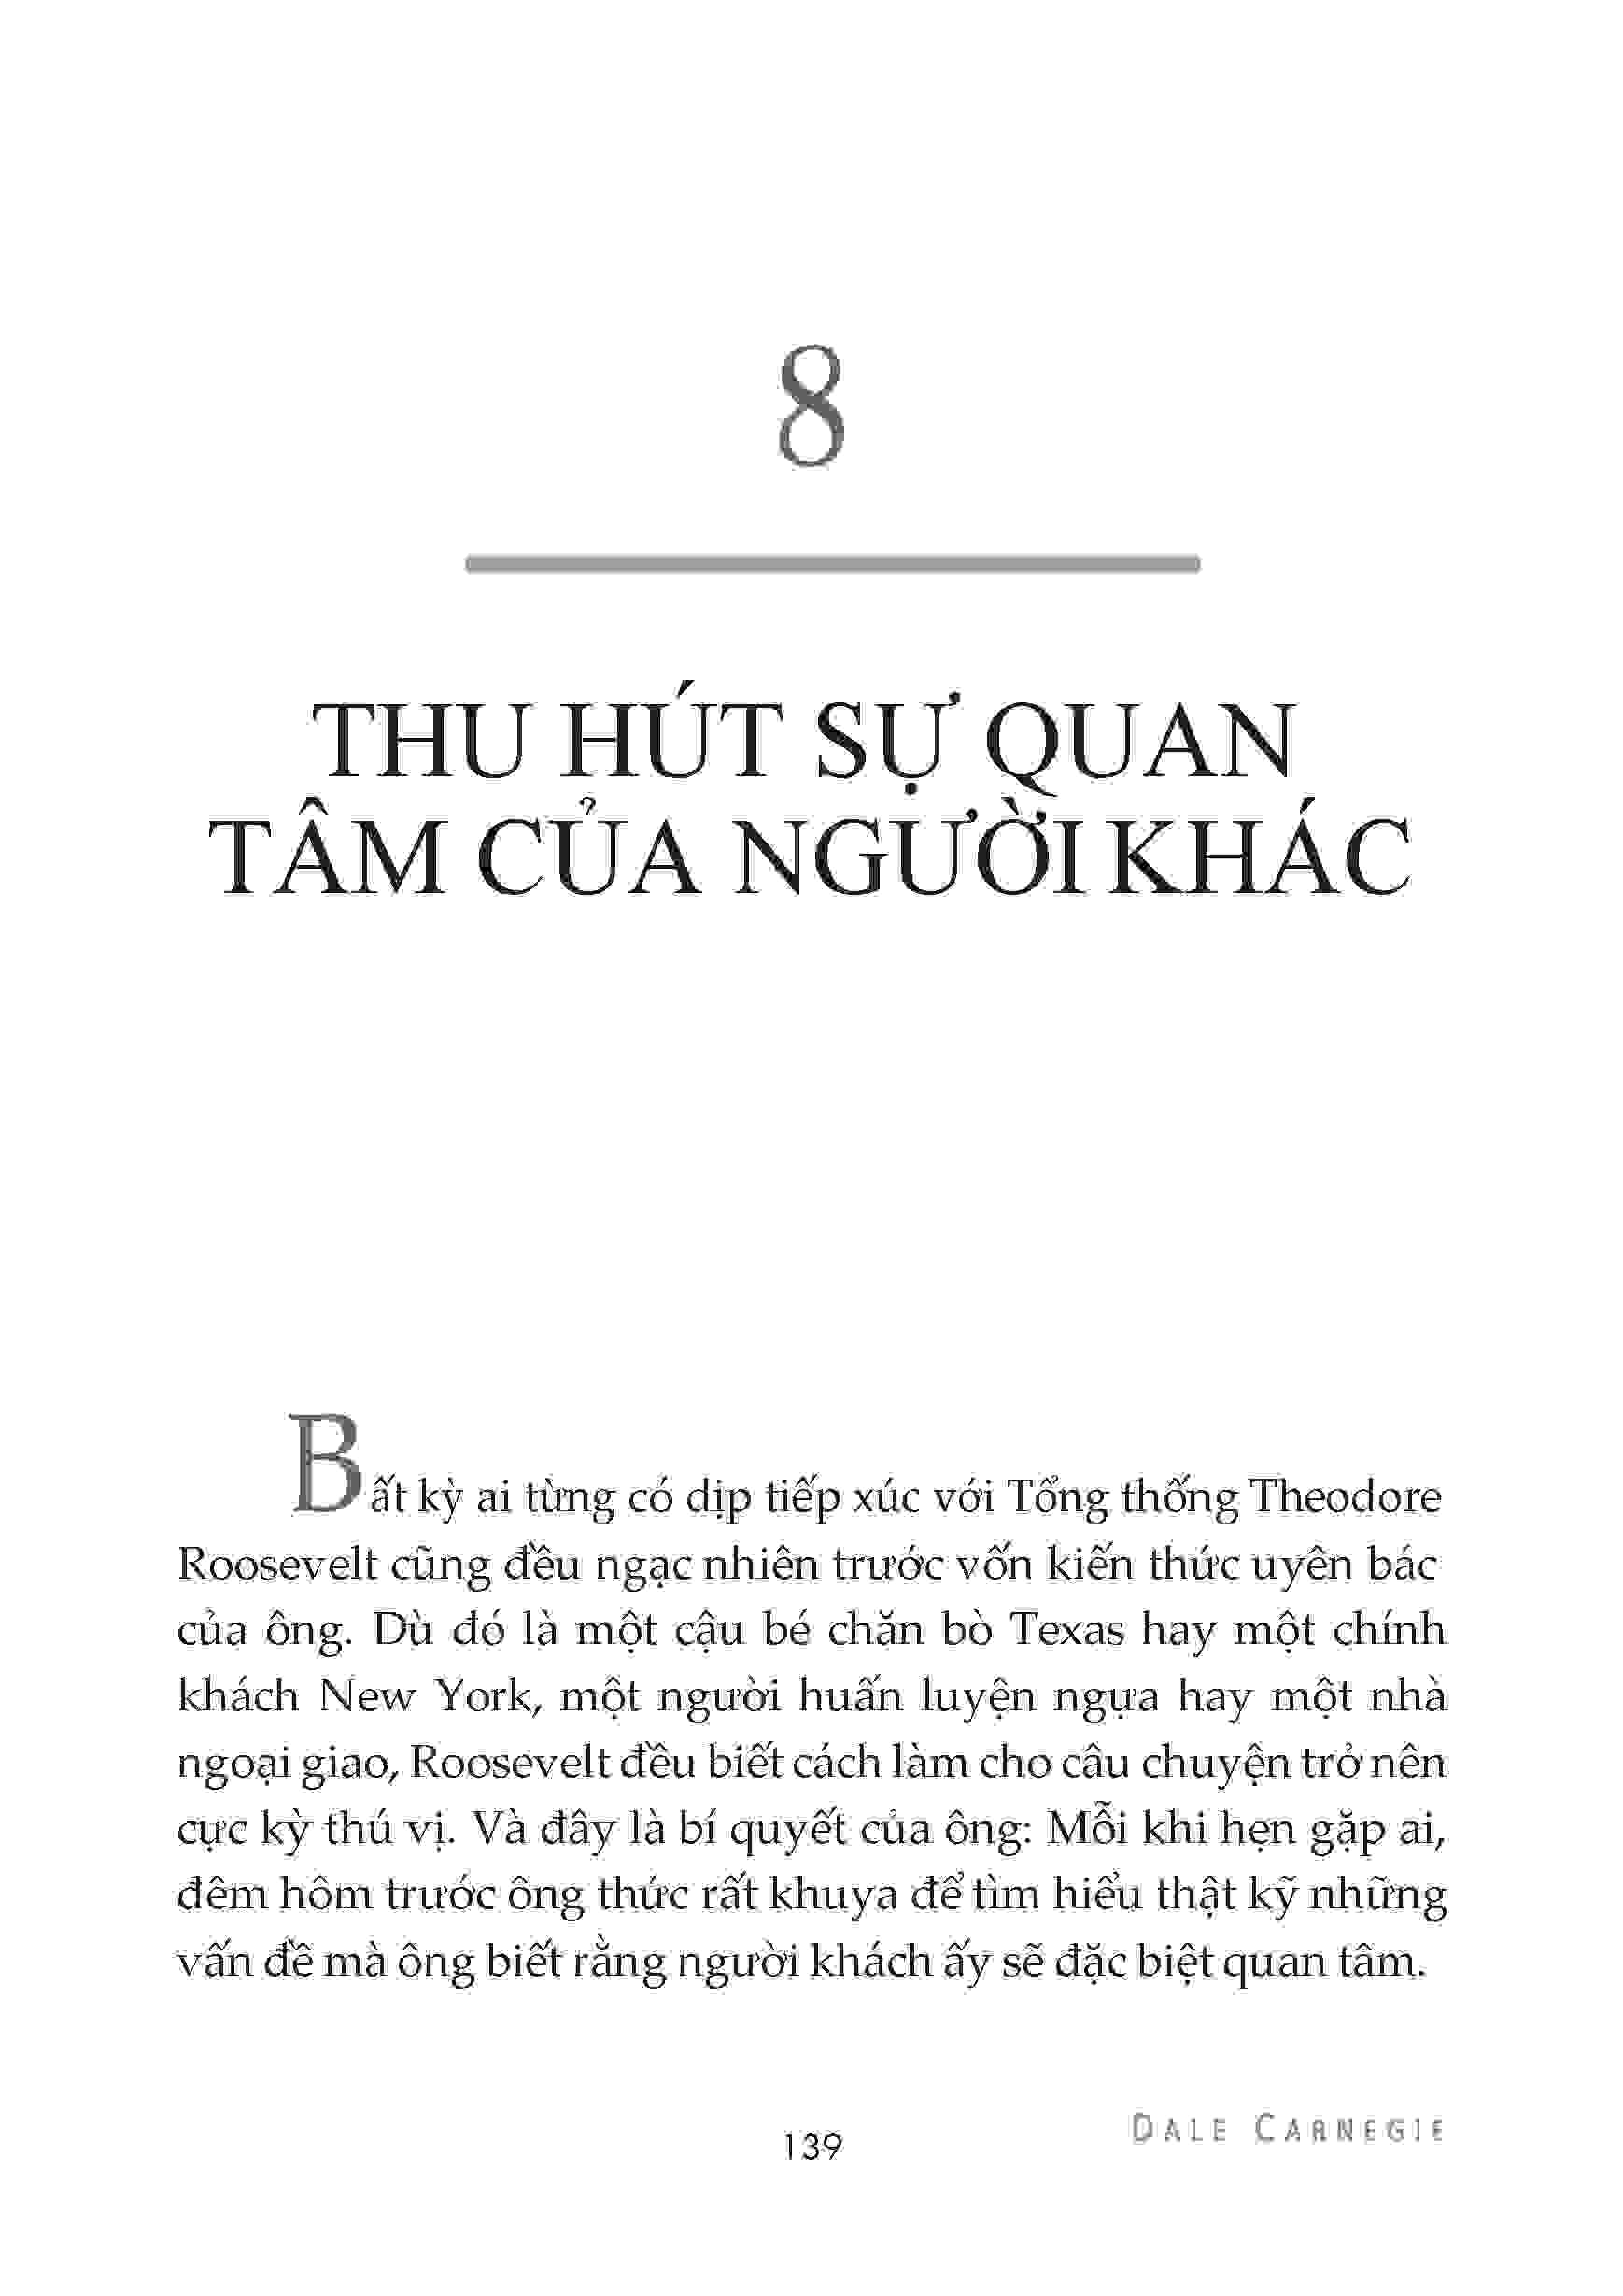 8
THU HÚT SỰ QUAN
TÂM CỦA NGƯỜI KHÁC
Bất kỳ ai từng có dịp tiếp xúc với Tổng thống Theodore
Roosevelt cũng đều ngạc nhiên trước vốn kiến thức uyên bác
của ông. Dù đó là một cậu bé chăn bò Texas hay một chính
khách New York, một người huấn luyện ngựa hay một nhà
ngoại giao, Roosevelt đều biết cách làm cho câu chuyện trở nên
cực kỳ thú vị. Và đây là bí quyết của ông: Mỗi khi hẹn gặp ai,
đêm hôm trước ông thức rất khuya để tìm hiểu thật kỹ những
vấn đề mà ông biết rằng người khách ấy sẽ đặc biệt quan tâm.
139
DALE CARNEGIE